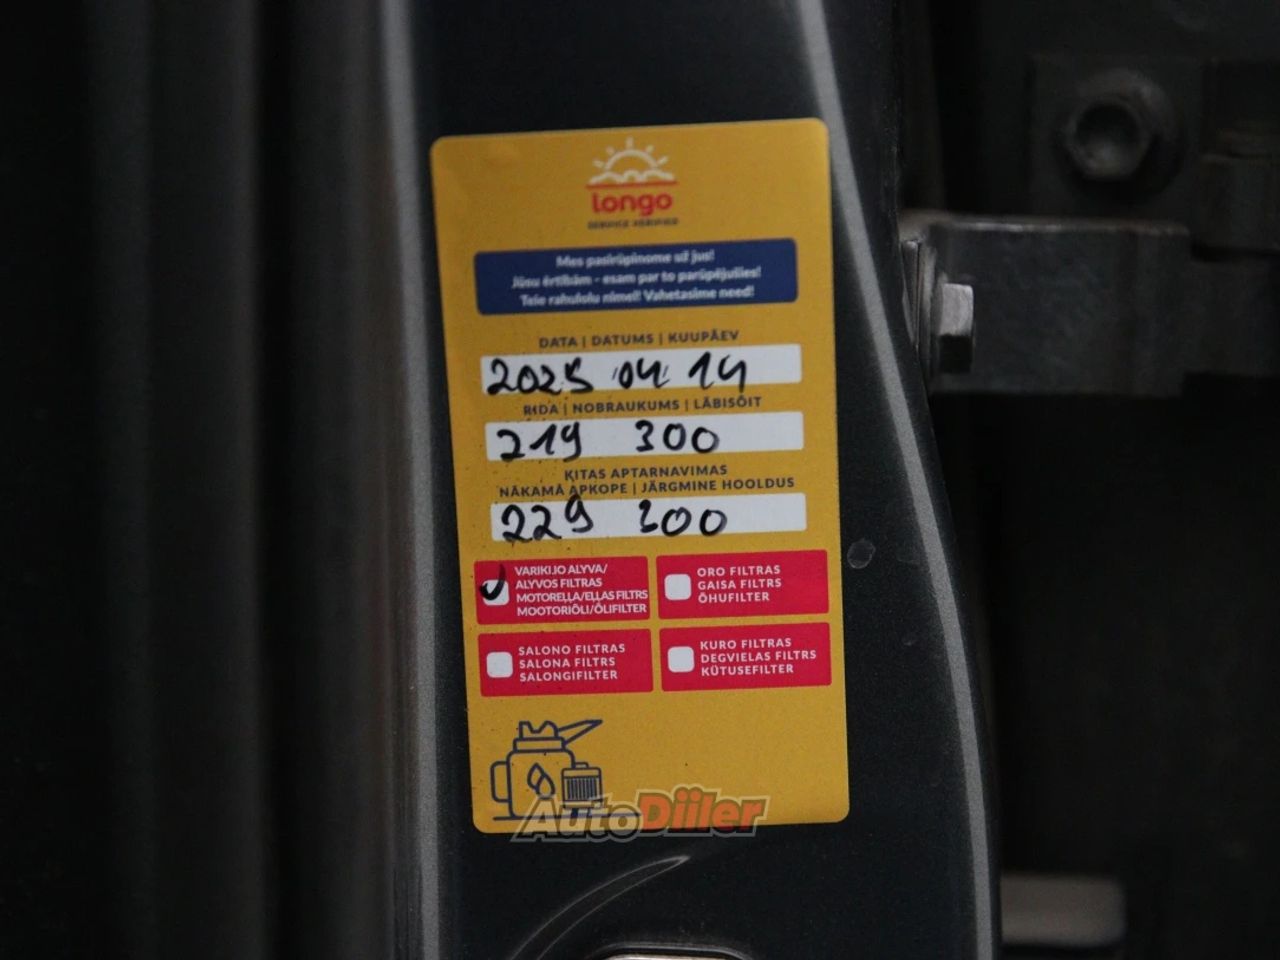 longo
SERVICE VERIFIED
Mes pasirūpinome už jus!
Jūsu ērtībām - esam par to parūpējušies!
Teie rahulolu nimel! Vahetasime need!
DATA | DATUMS | KUUPÄEV
2025 04 14
RIDA | NOBRAUKUMS | LÄBISÕIT
219 300
KITAS APTARNAVIMAS
NĀKAMĀ APKOPE | JÄRGMINE HOOLDUS
229 300
VARIKLIO ALYVA/
ALYVOS FILTRAS
MOTOREĻĻA/EĻĻAS FILTRS
MOOTORIÕLI/ÕLIFILTER
ORO FILTRAS
GAISA FILTRS
ÕHUFILTER
SALONO FILTRAS
SALONA FILTRS
SALONGIFILTER
KURO FILTRAS
DEGVIELAS FILTRS
KÜTUSEFILTER
AutoDiiler